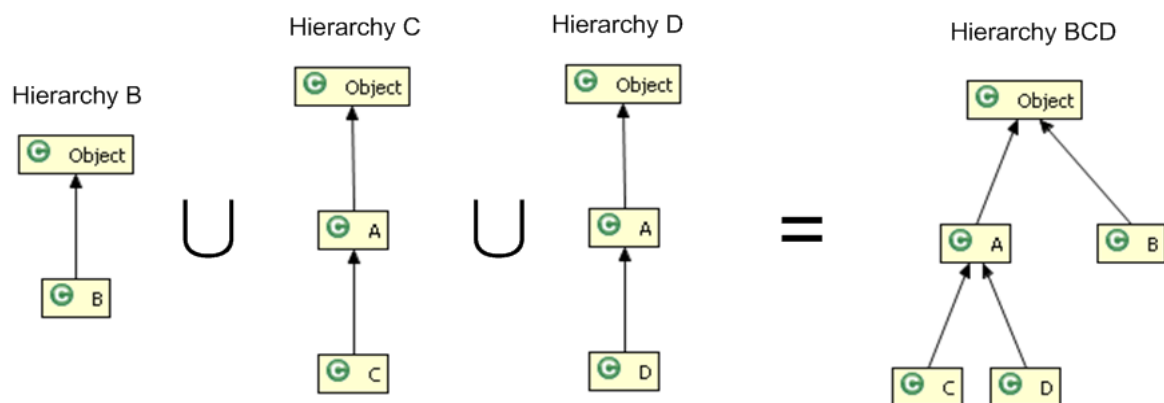 Hierarchy B
C Object
C B
∪
Hierarchy C
C Object
C A
C C
∪
Hierarchy D
C Object
C A
C D
=
Hierarchy BCD
C Object
C A
C B
C C
C D